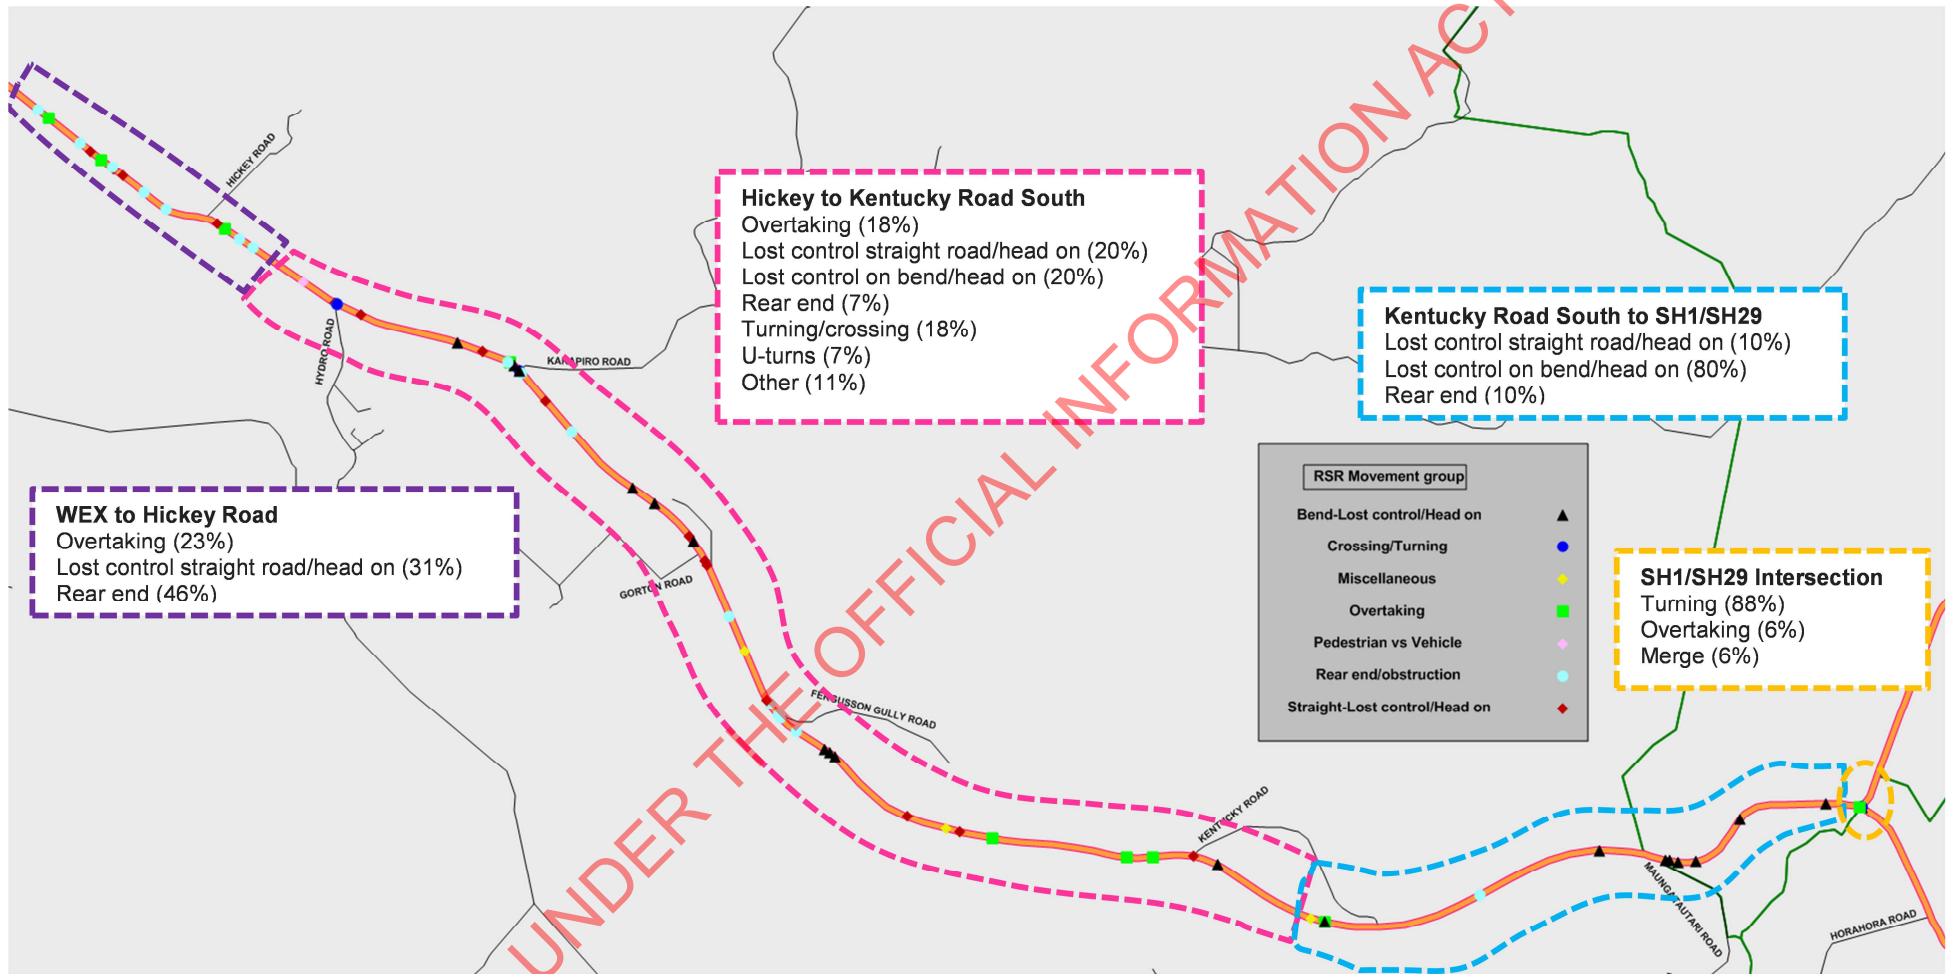 HICKEY ROAD
Hickey to Kentucky Road South
Overtaking (18%)
Lost control straight road/head on (20%)
Lost control on bend/head on (20%)
Rear end (7%)
Turning/crossing (18%)
U-turns (7%)
Other (11%)
Kentucky Road South to SH1/SH29
Lost control straight road/head on (10%)
Lost control on bend/head on (80%)
Rear end (10%)
HYDRO ROAD
KARAPIRO ROAD
WEX to Hickey Road
Overtaking (23%)
Lost control straight road/head on (31%)
Rear end (46%)
RSR Movement group
Bend-Lost control/Head on
Crossing/Turning
Miscellaneous
Overtaking
Pedestrian vs Vehicle
Rear end/obstruction
Straight-Lost control/Head on
SH1/SH29 Intersection
Turning (88%)
Overtaking (6%)
Merge (6%)
GORTON ROAD
FERGUSSON GULLY ROAD
KENTUCKY ROAD
MAUNGATAUTARI ROAD
HORAHORA ROAD
UNDER THE OFFICIAL INFORMATION ACT